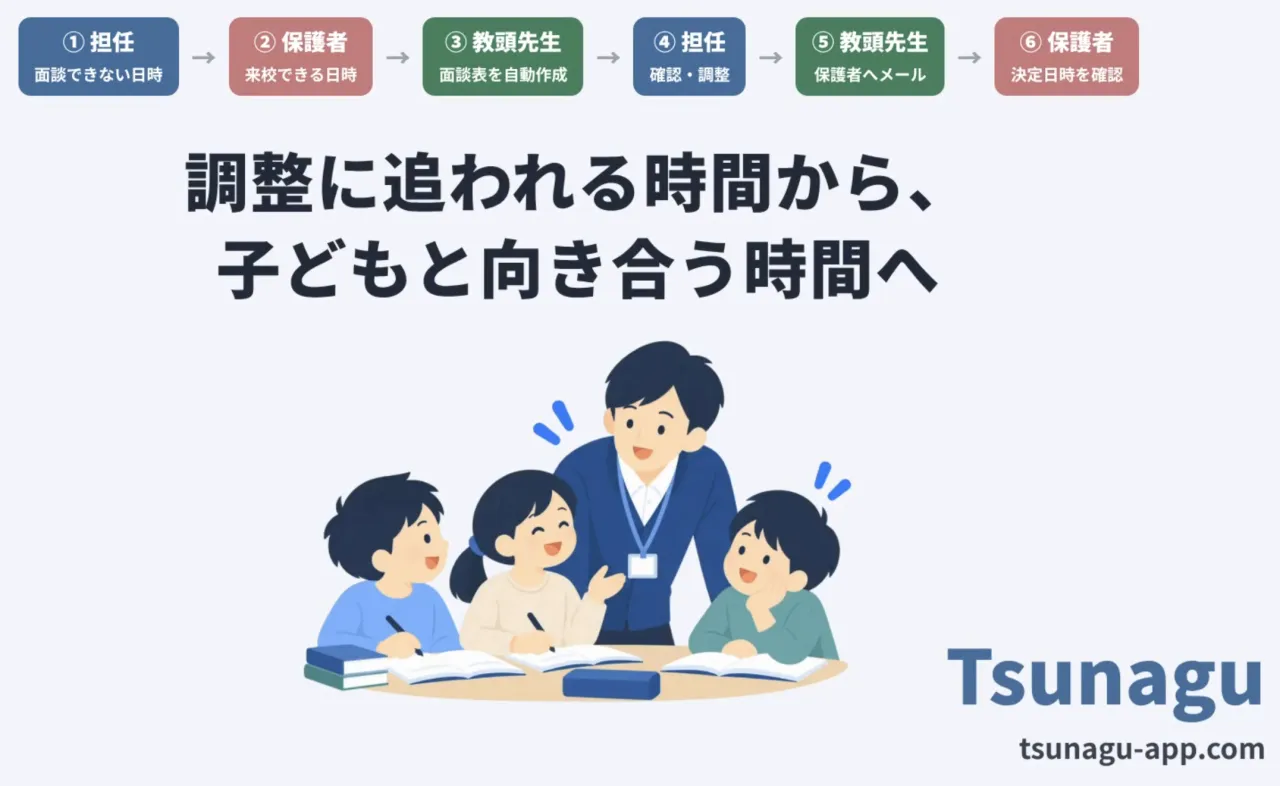 ① 担任
面談できない日時
→
② 保護者
来校できる日時
→
③ 教頭先生
面談表を自動作成
→
④ 担任
確認・調整
→
⑤ 教頭先生
保護者へメール
→
⑥ 保護者
決定日時を確認
調整に追われる時間から、
子どもと向き合う時間へ
Tsunagu
tsunagu-app.com